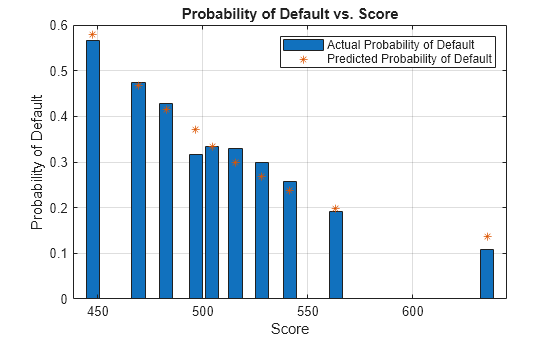 Probability of Default vs. Score
Actual Probability of Default
Predicted Probability of Default
Probability of Default
0.6
0.5
0.4
0.3
0.2
0.1
0
450
500
550
600
Score